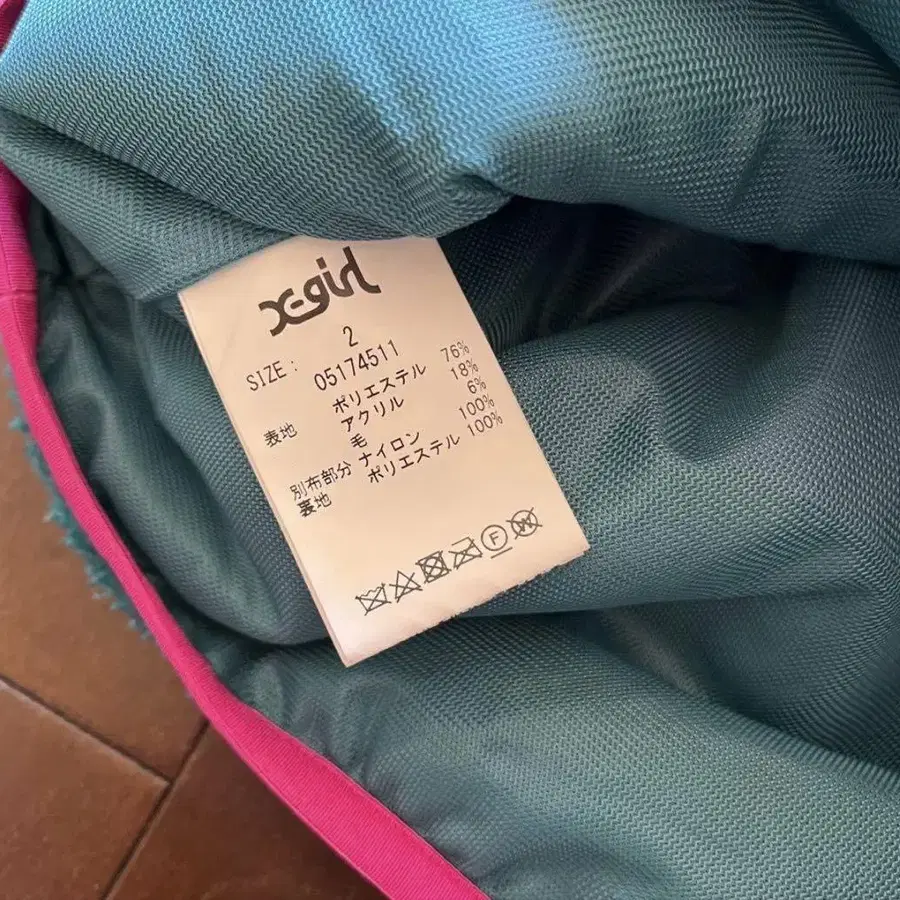 X-girl
SIZE: 2
05174511
表地 ポリエステル 76%
アクリル 18%
毛 6%
別布部分 ナイロン 100%
裏地 ポリエステル 100%
F
W